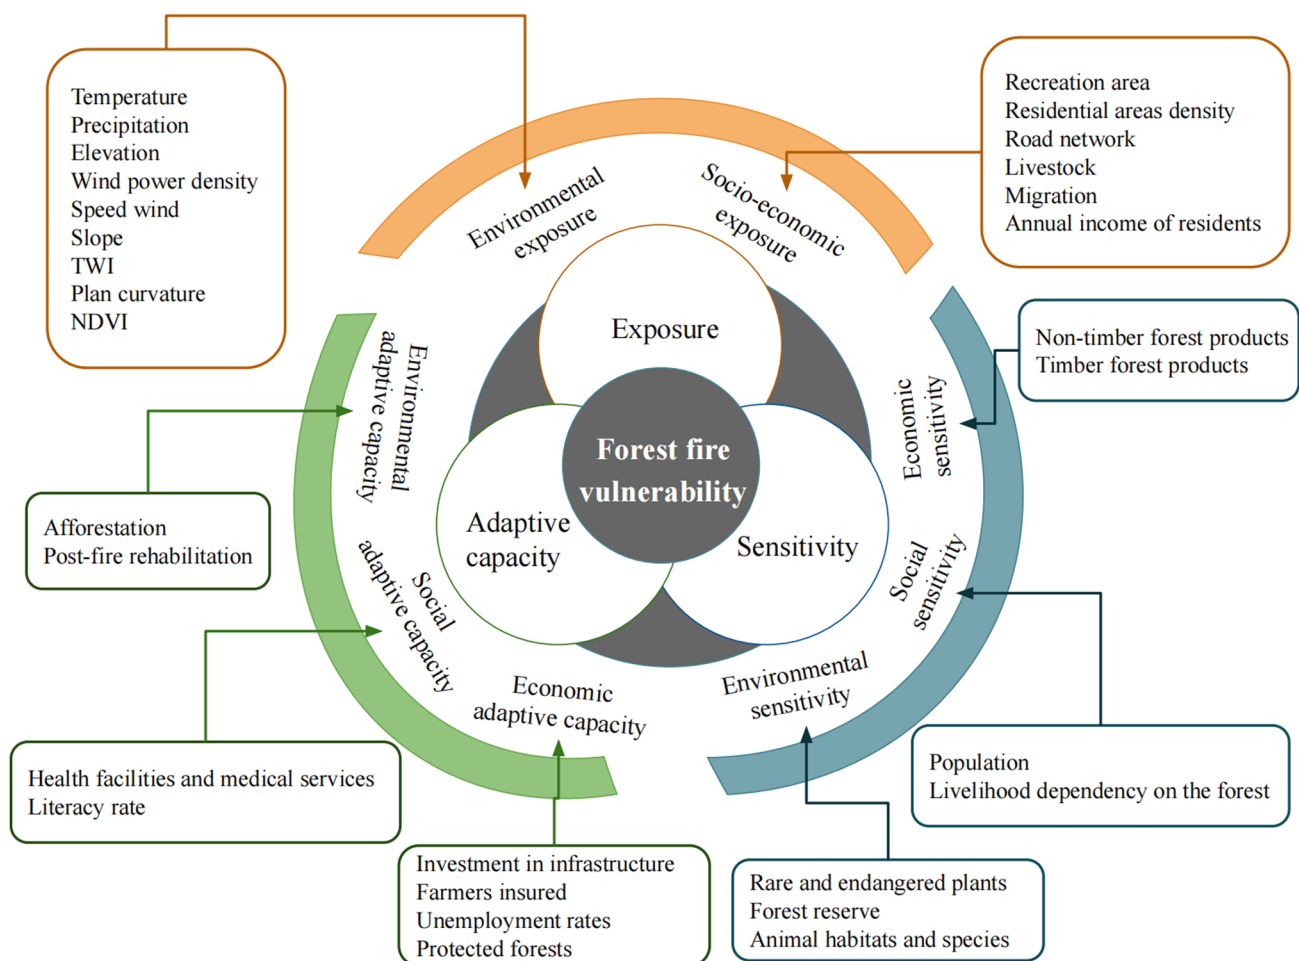 Temperature
Precipitation
Elevation
Wind power density
Speed wind
Slope
TWI
Plan curvature
NDVI
Recreation area
Residential areas density
Road network
Livestock
Migration
Annual income of residents
Environmental
exposure
Socio-economic
exposure
Exposure
Non-timber forest products
Timber forest products
Environmental
adaptive capacity
Economic
sensitivity
Forest fire
vulnerability
Adaptive
capacity
Sensitivity
Afforestation
Post-fire rehabilitation
Social
adaptive capacity
Social
sensitivity
Economic
adaptive capacity
Environmental
sensitivity
Health facilities and medical services
Literacy rate
Population
Livelihood dependency on the forest
Investment in infrastructure
Farmers insured
Unemployment rates
Protected forests
Rare and endangered plants
Forest reserve
Animal habitats and species